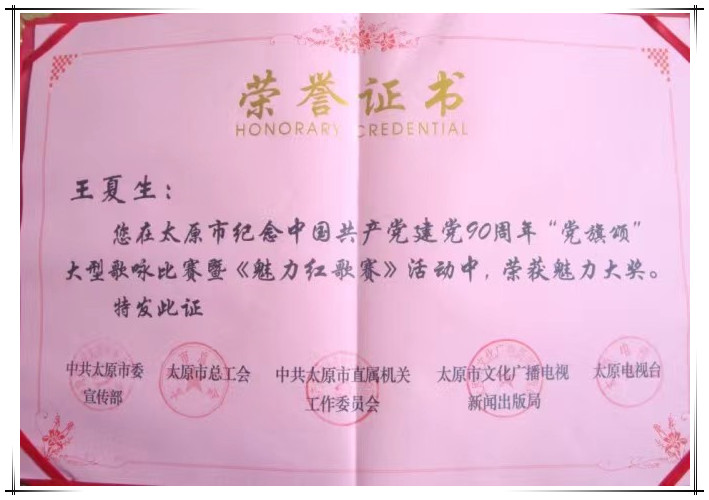 荣誉证书
HONORARY CREDENTIAL
王夏生：
您在太原市纪念中国共产党建党90周年“党旗颂”
大型歌咏比赛暨《魅力红歌赛》活动中，荣获魅力大奖。
特发此证
中共太原市委
宣传部
太原市总工会
中共太原市直属机关
工作委员会
太原市文化广播电视
新闻出版局
太原电视台